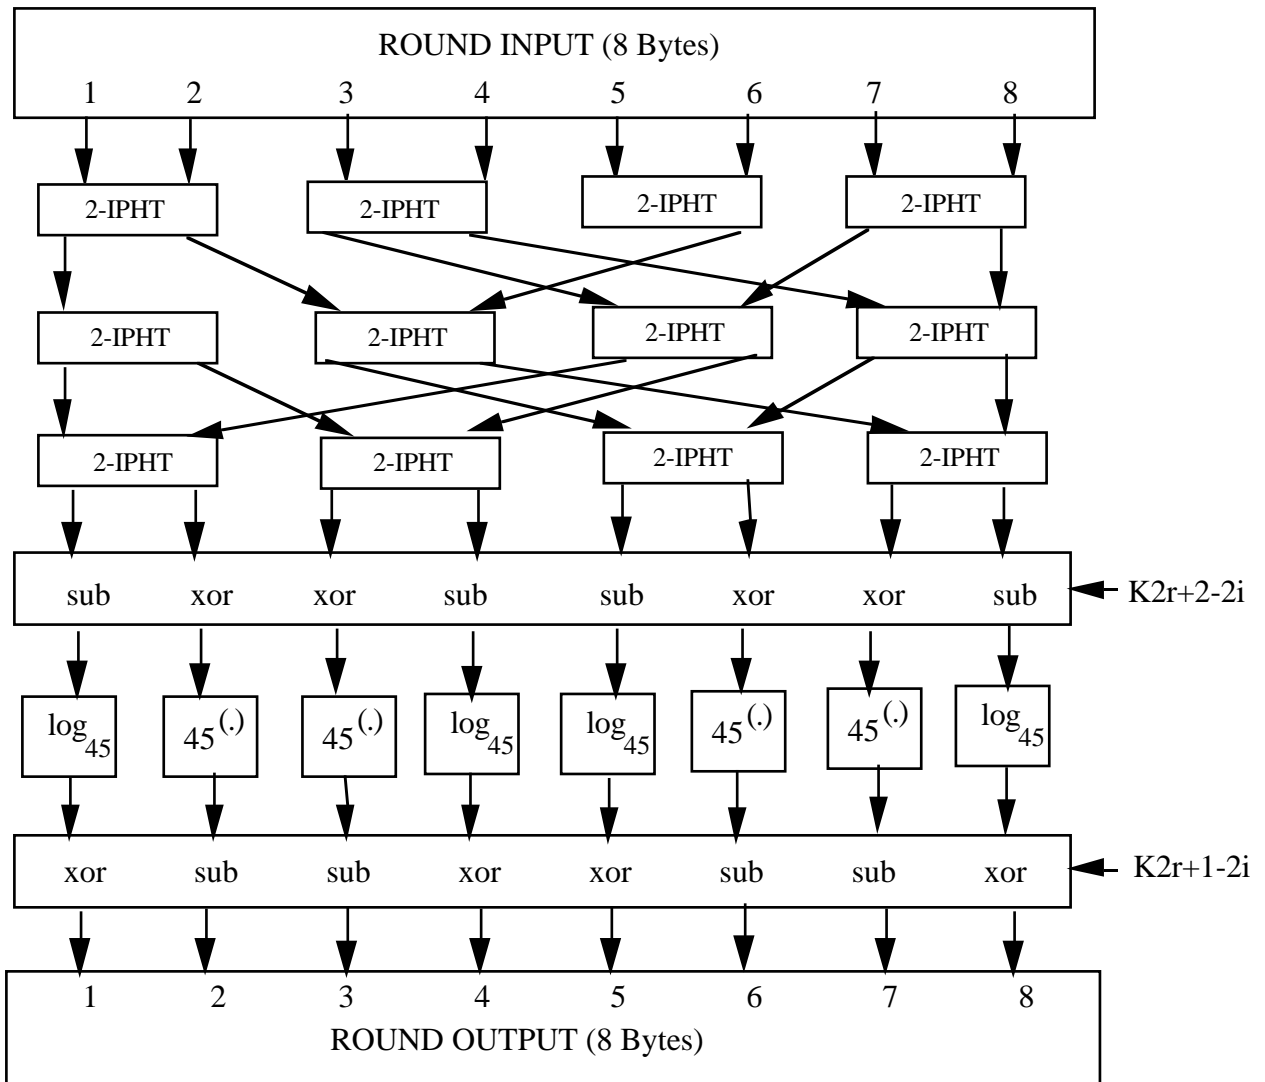 ROUND INPUT (8 Bytes)
1 2 3 4 5 6 7 8
2-IPHT 2-IPHT 2-IPHT 2-IPHT
2-IPHT 2-IPHT 2-IPHT 2-IPHT
2-IPHT 2-IPHT 2-IPHT 2-IPHT
sub xor xor sub sub xor xor sub K2r+2-2i
log45 45(.) 45(.) log45 log45 45(.) 45(.) log45
xor sub sub xor xor sub sub xor K2r+1-2i
1 2 3 4 5 6 7 8
ROUND OUTPUT (8 Bytes)